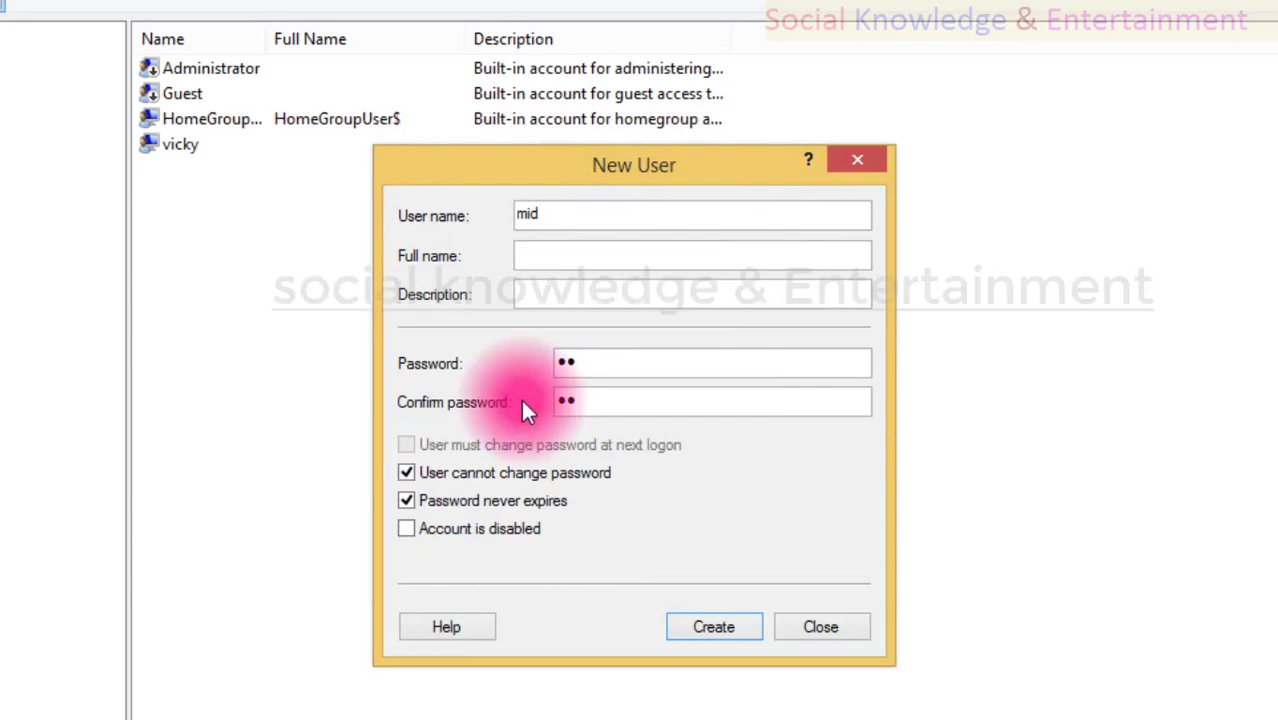 Social Knowledge & Entertainment
Name Full Name Description
Administrator Built-in account for administering...
Guest Built-in account for guest access t...
HomeGroup... HomeGroupUser$ Built-in account for homegroup a...
vicky
New User
?
User name: mid
Full name:
social knowledge & Entertainment
Description:
Password: ••
Confirm password: ••
User must change password at next logon
User cannot change password
Password never expires
Account is disabled
Help Create Close